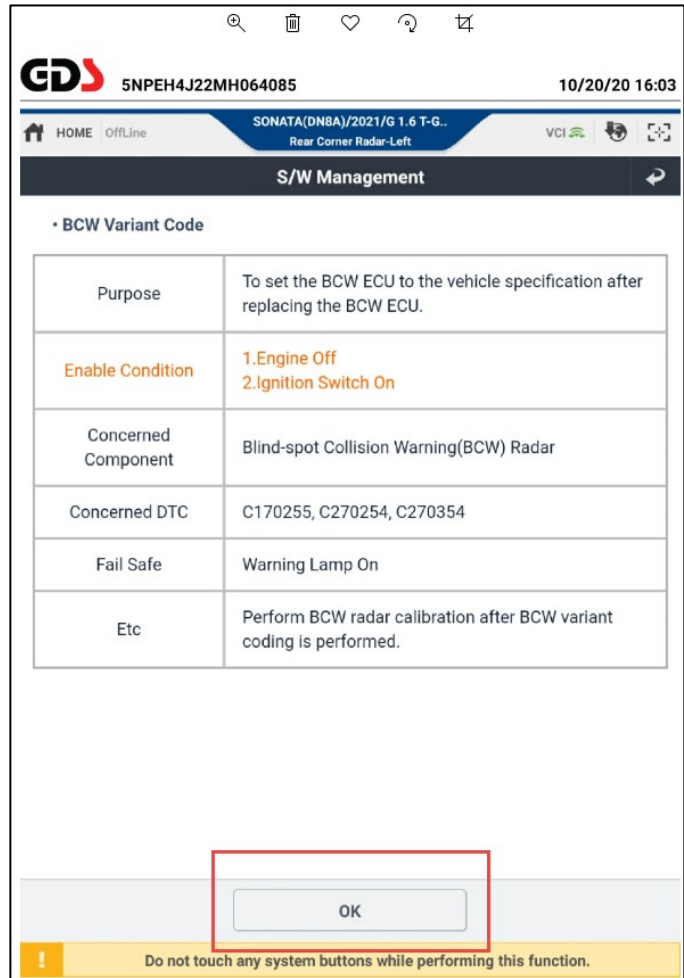 GDS 5NPEH4J22MH064085 10/20/20 16:03
HOME OffLine
SONATA(DN8A)/2021/G 1.6 T-G..
Rear Corner Radar-Left
VCI
S/W Management
• BCW Variant Code
Purpose
To set the BCW ECU to the vehicle specification after
replacing the BCW ECU.
Enable Condition
1.Engine Off
2.Ignition Switch On
Concerned
Component
Blind-spot Collision Warning(BCW) Radar
Concerned DTC
C170255, C270254, C270354
Fail Safe
Warning Lamp On
Etc
Perform BCW radar calibration after BCW variant
coding is performed.
OK
! Do not touch any system buttons while performing this function.